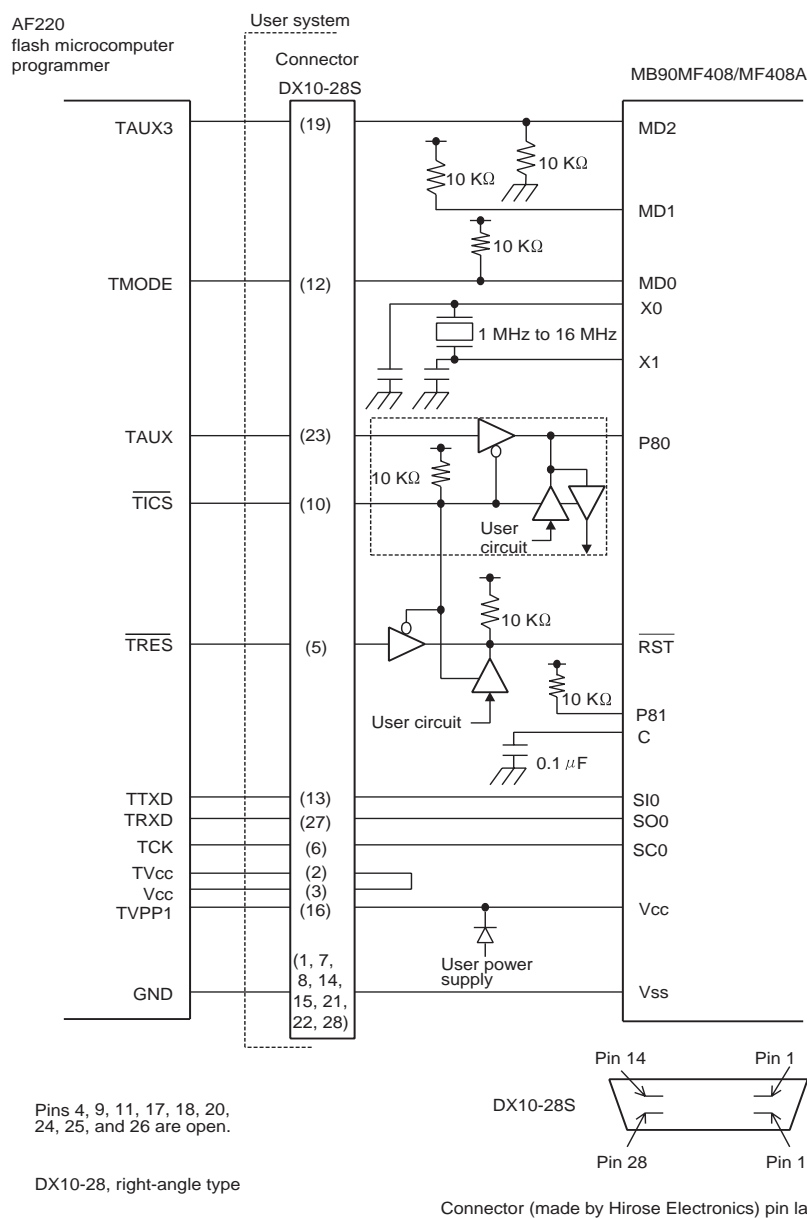 AF220
flash microcomputer
programmer
User system
Connector
DX10-28S
MB90MF408/MF408A
TAUX3
(19)
MD2
10 KΩ
10 KΩ
MD1
10 KΩ
TMODE
(12)
MD0
X0
1 MHz to 16 MHz
X1
TAUX
(23)
P80
10 KΩ
TICS
(10)
User
circuit
10 KΩ
TRES
(5)
RST
10 KΩ
User circuit
P81
C
0.1 μF
TTXD
(13)
SI0
TRXD
(27)
SO0
TCK
(6)
SC0
TVcc
(2)
Vcc
(3)
TVPP1
(16)
Vcc
User power
supply
(1, 7,
8, 14,
15, 21,
22, 28)
GND
Vss
Pin 14
Pin 1
DX10-28S
Pin 28
Pin 1
Pins 4, 9, 11, 17, 18, 20,
24, 25, and 26 are open.
DX10-28, right-angle type
Connector (made by Hirose Electronics) pin la